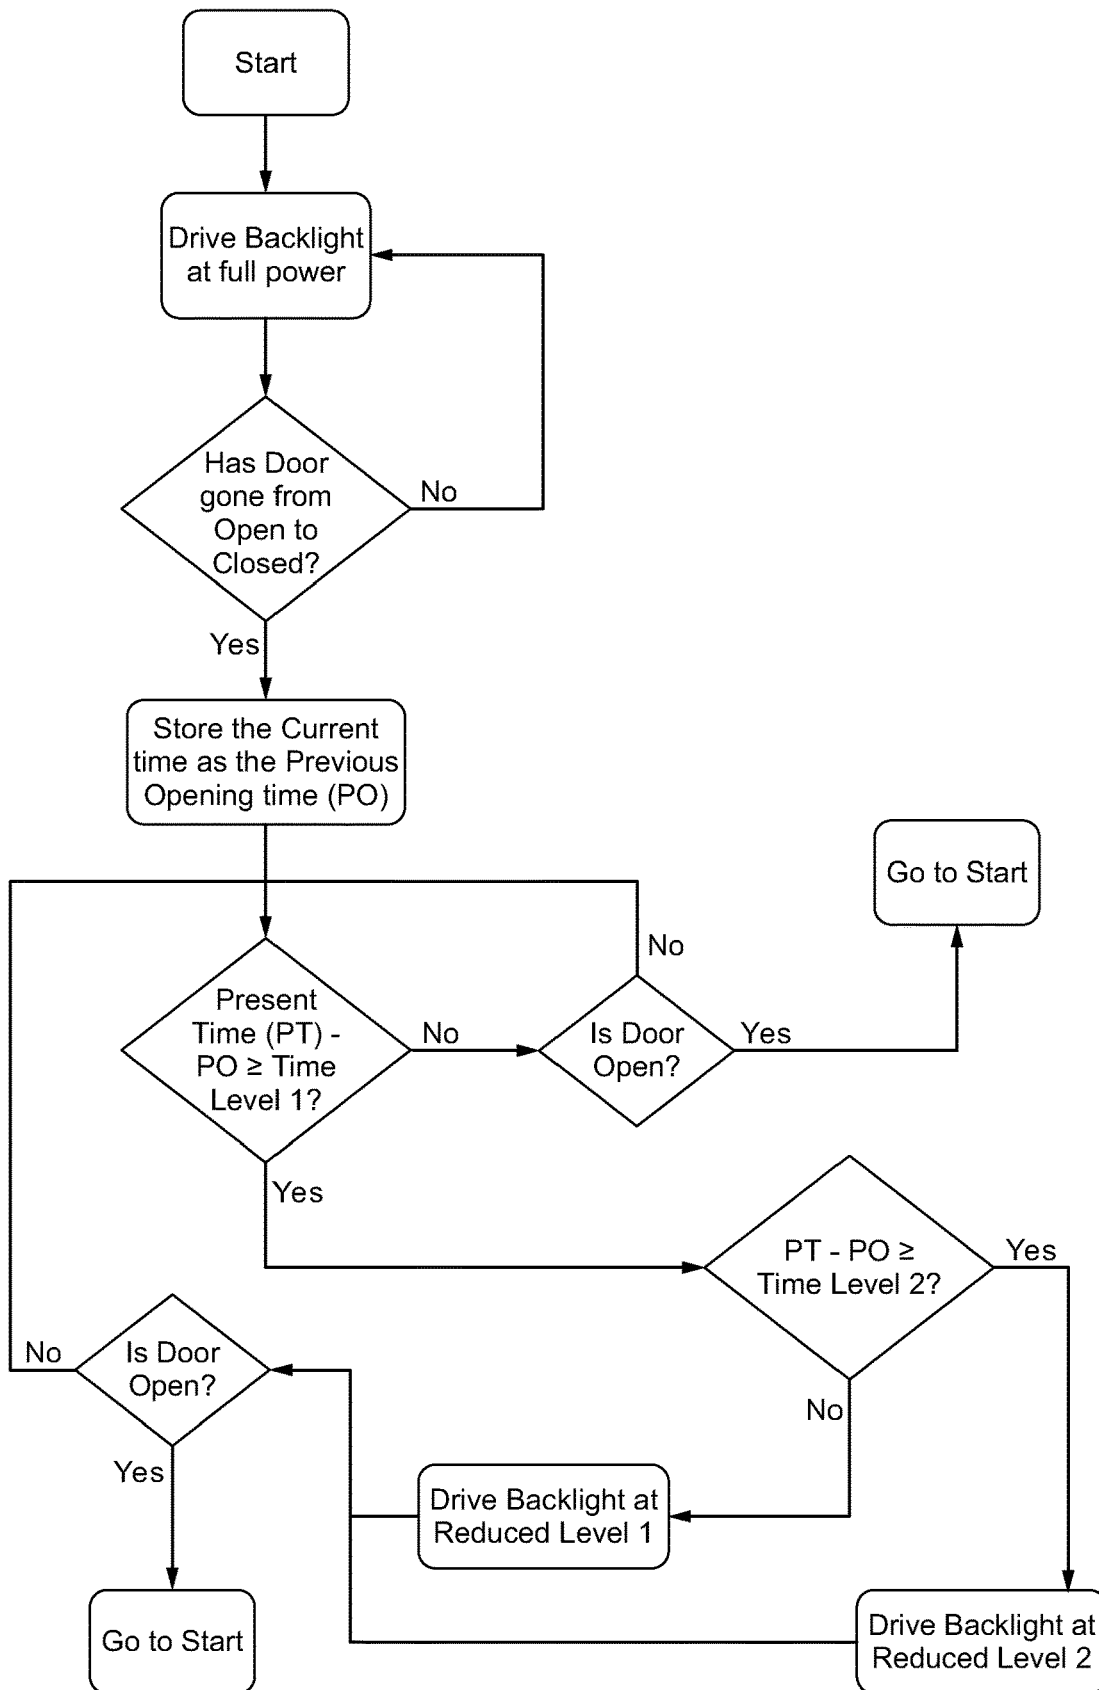 Start
Drive Backlight
at full power
Has Door
gone from
Open to
Closed?
No
Yes
Store the Current
time as the Previous
Opening time (PO)
Go to Start
No
Present
Time (PT) -
PO ≥ Time
Level 1?
No
Is Door
Open?
Yes
Yes
PT - PO ≥
Time Level 2?
Yes
No
Is Door
Open?
No
Yes
Drive Backlight at
Reduced Level 1
Go to Start
Drive Backlight at
Reduced Level 2